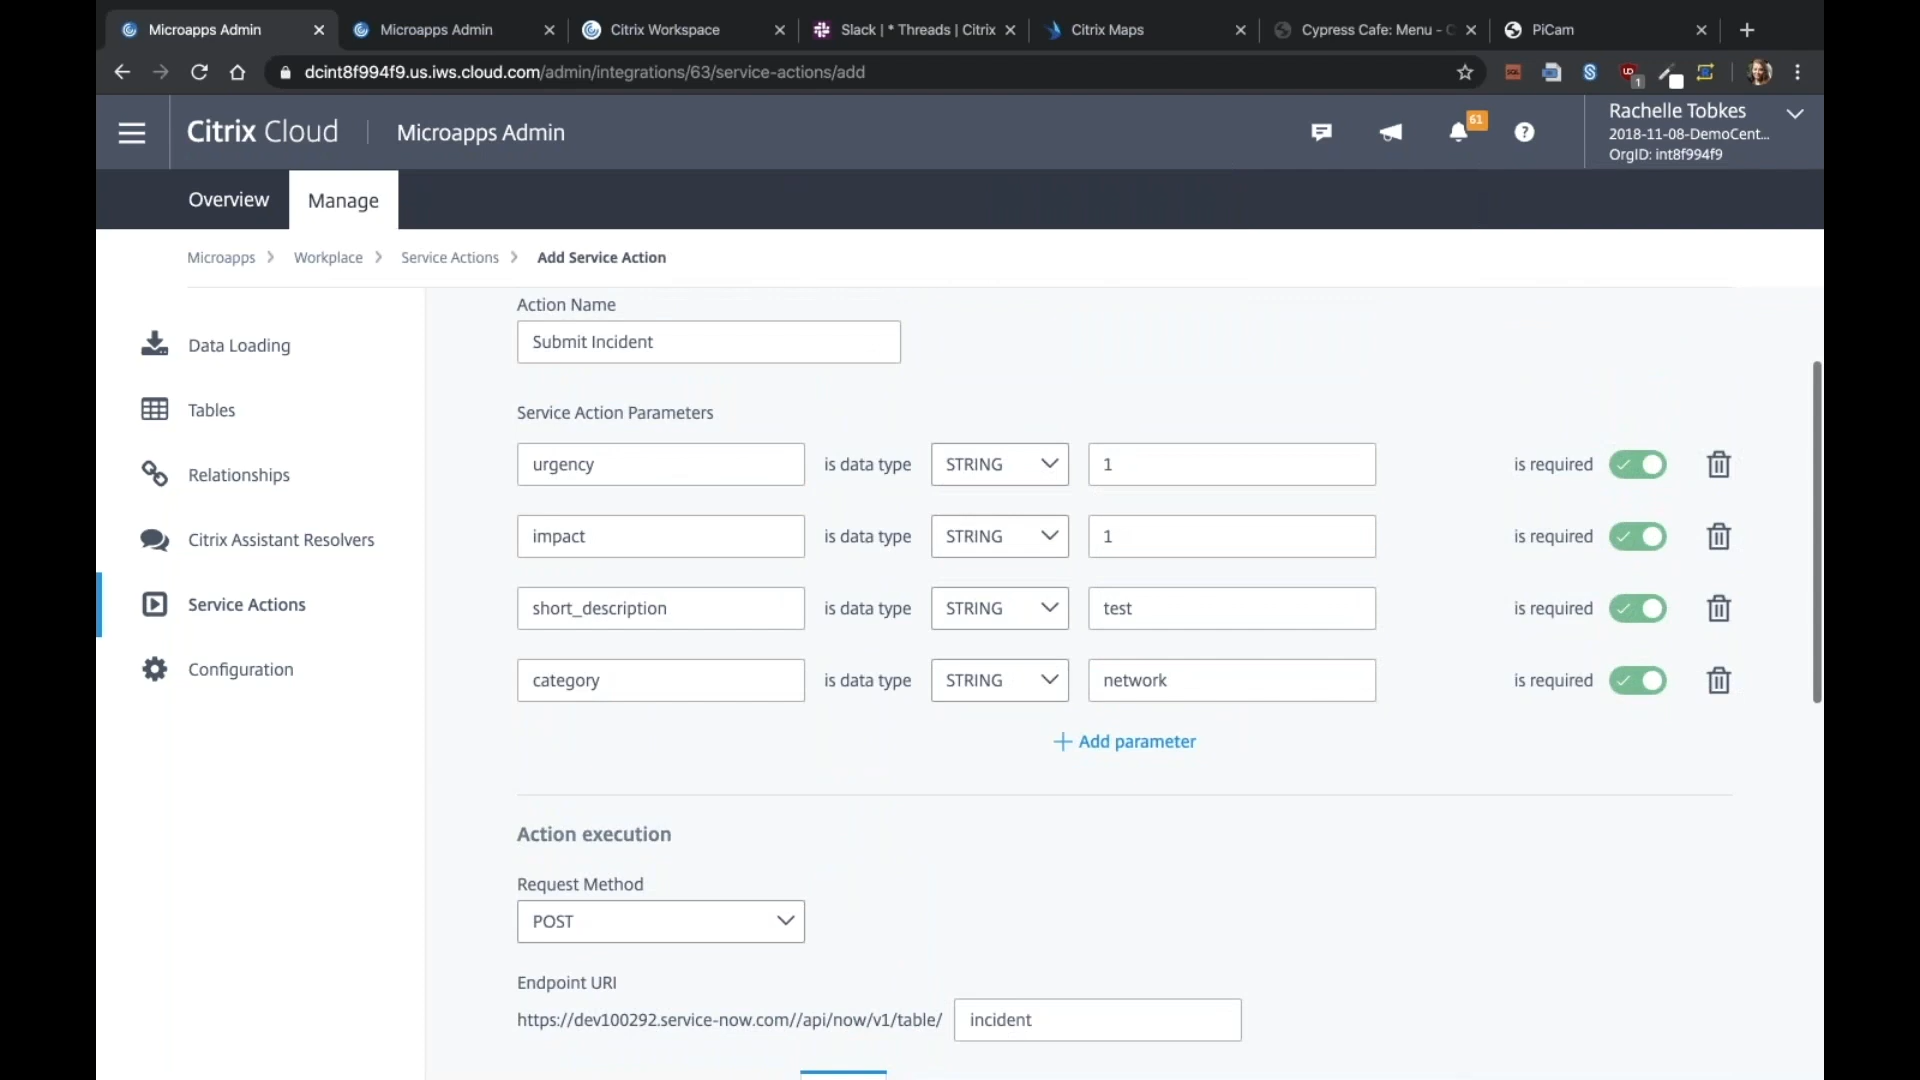 Microapps Admin
Microapps Admin
Citrix Workspace
Slack | * Threads | Citrix
Citrix Maps
Cypress Cafe: Menu - C
PiCam
dcint8f994f9.us.iws.cloud.com/admin/integrations/63/service-actions/add
1
Citrix Cloud
Microapps Admin
61
Rachelle Tobkes
2018-11-08-DemoCent...
OrgID: int8f994f9
Overview
Manage
Microapps
Workplace
Service Actions
Add Service Action
Data Loading
Tables
Relationships
Citrix Assistant Resolvers
Service Actions
Configuration
Action Name
Submit Incident
Service Action Parameters
urgency is data type STRING 1 is required
impact is data type STRING 1 is required
short_description is data type STRING test is required
category is data type STRING network is required
Add parameter
Action execution
Request Method
POST
Endpoint URI
https://dev100292.service-now.com//api/now/v1/table/ incident